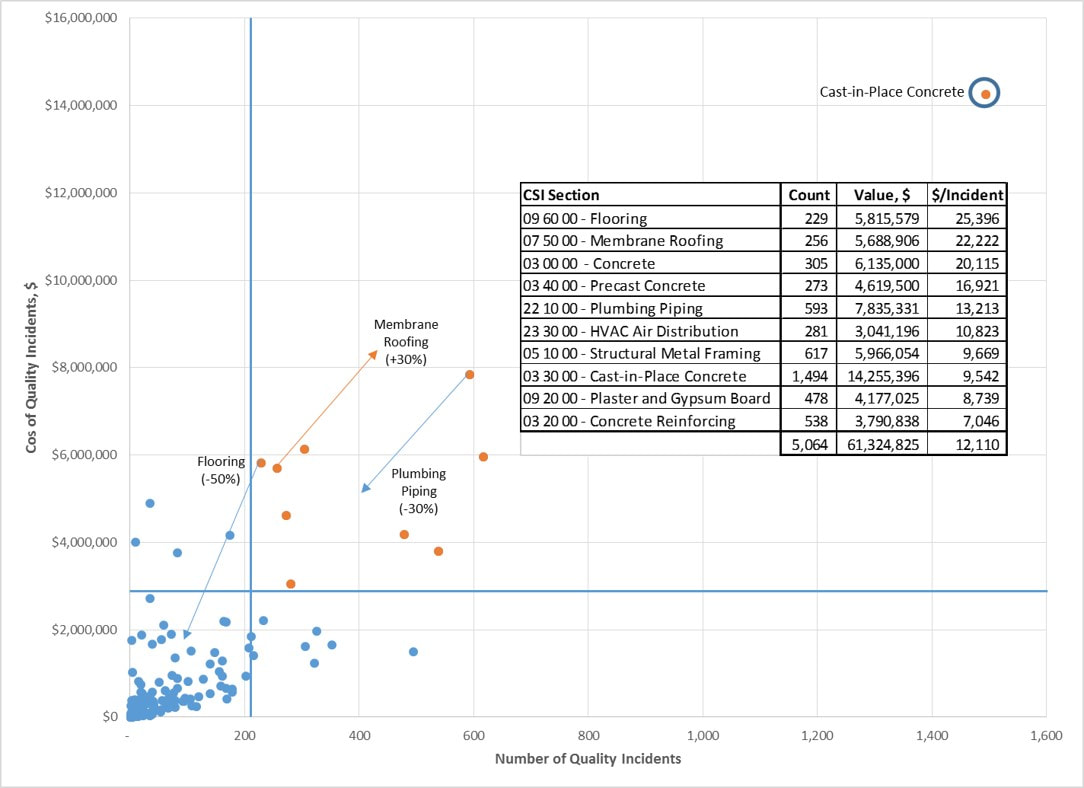 $16,000,000
$14,000,000
$12,000,000
$10,000,000
$8,000,000
$6,000,000
$4,000,000
$2,000,000
$0
Cos of Quality Incidents, $
Cast-in-Place Concrete
CSI Section Count Value, $ $/Incident
09 60 00 - Flooring 229 5,815,579 25,396
07 50 00 - Membrane Roofing 256 5,688,906 22,222
03 00 00 - Concrete 305 6,135,000 20,115
03 40 00 - Precast Concrete 273 4,619,500 16,921
22 10 00 - Plumbing Piping 593 7,835,331 13,213
23 30 00 - HVAC Air Distribution 281 3,041,196 10,823
05 10 00 - Structural Metal Framing 617 5,966,054 9,669
03 30 00 - Cast-in-Place Concrete 1,494 14,255,396 9,542
09 20 00 - Plaster and Gypsum Board 478 4,177,025 8,739
03 20 00 - Concrete Reinforcing 538 3,790,838 7,046
5,064 61,324,825 12,110
Membrane
Roofing
(+30%)
Flooring
(-50%)
Plumbing
Piping
(-30%)
- 200 400 600 800 1,000 1,200 1,400 1,600
Number of Quality Incidents